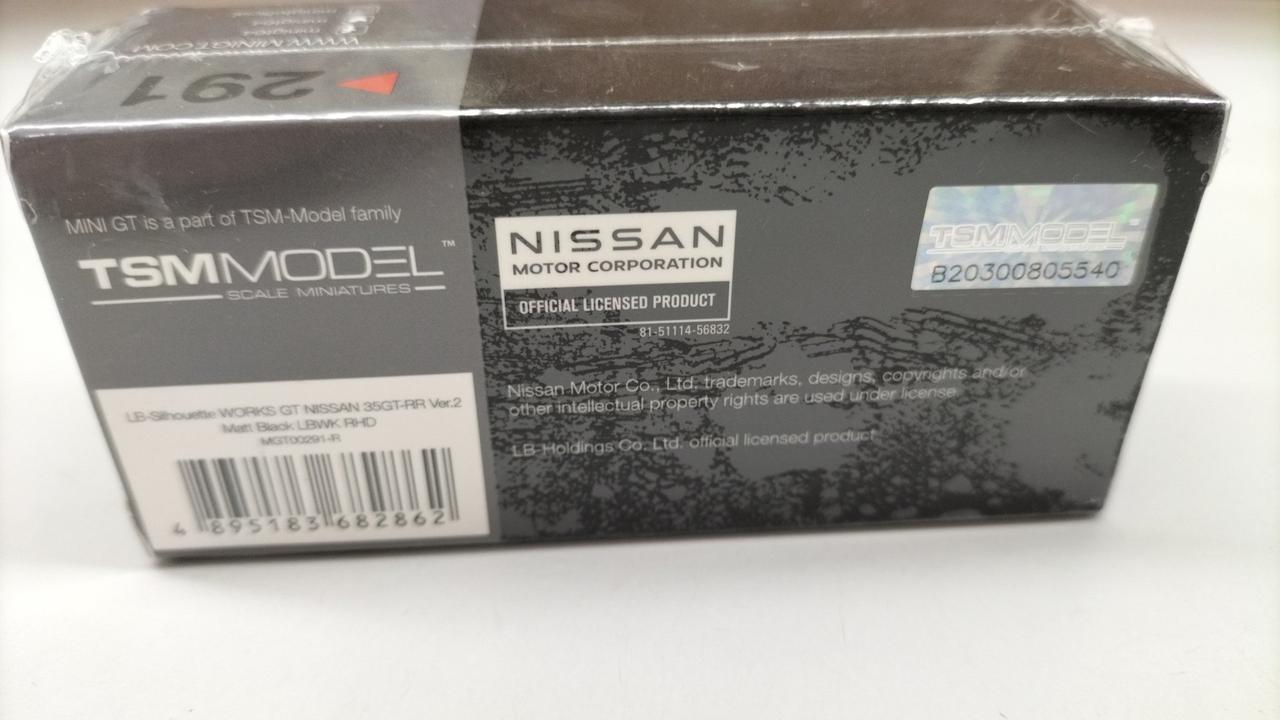 WWW.MINIGT.COM
291
MINI GT is a part of TSM-Model family
TSMMODEL™
SCALE MINIATURES
NISSAN
MOTOR CORPORATION
OFFICIAL LICENSED PRODUCT
81-51114-56832
TSMMODEL
B20300805540
Nissan Motor Co., Ltd. trademarks, designs, copyrights and/or
other intellectual property rights are used under license.
LB-Holdings Co. Ltd. official licensed product
LB-Silhouette WORKS GT NISSAN 35GT-RR Ver.2
Matt Black LBWK RHD
MGT00291-R
4 895183 682862